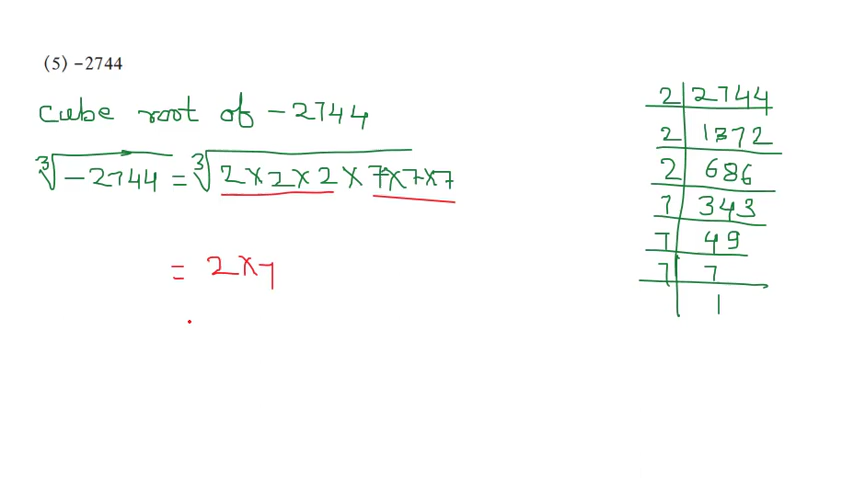 (5) -2744
cube root of -2744
∛-2744 = ∛2×2×2×7×7×7
= 2×7
2 | 2744
2 | 1372
2 | 686
7 | 343
7 | 49
7 | 7
| 1